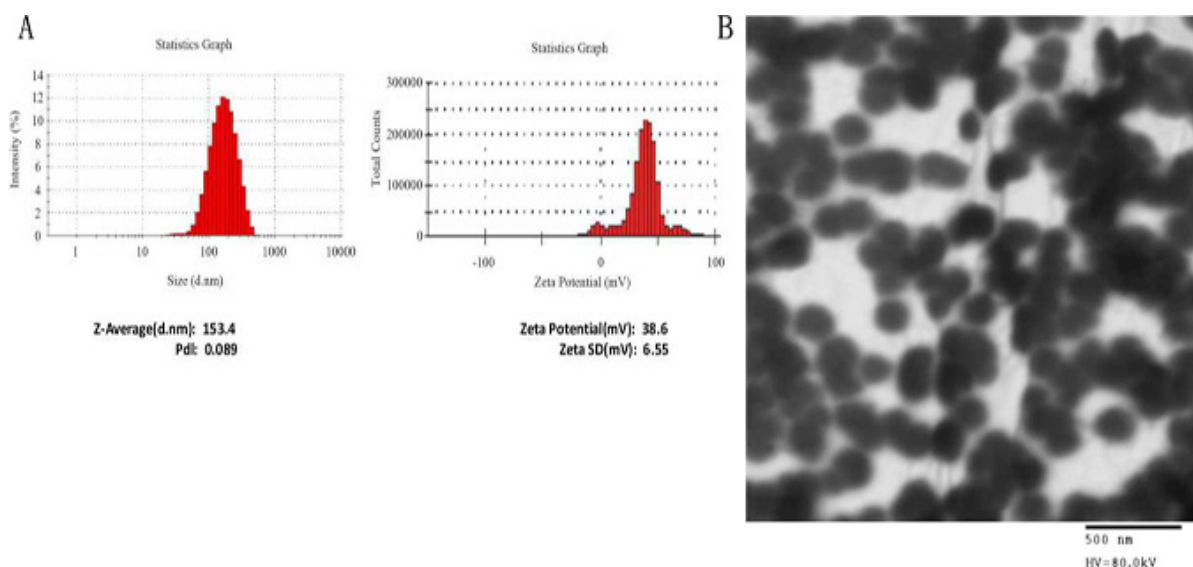 A
Statistics Graph
14
12
10
8
6
4
2
0
Intensity (%)
1
10
100
1000
10000
Size (d.nm)
Z-Average(d.nm): 153.4
PdI: 0.089
Statistics Graph
300000
200000
100000
0
Total Counts
-100
0
100
Zeta Potential (mV)
Zeta Potential(mV): 38.6
Zeta SD(mV): 6.55
B
500 nm
HV=80.0kV